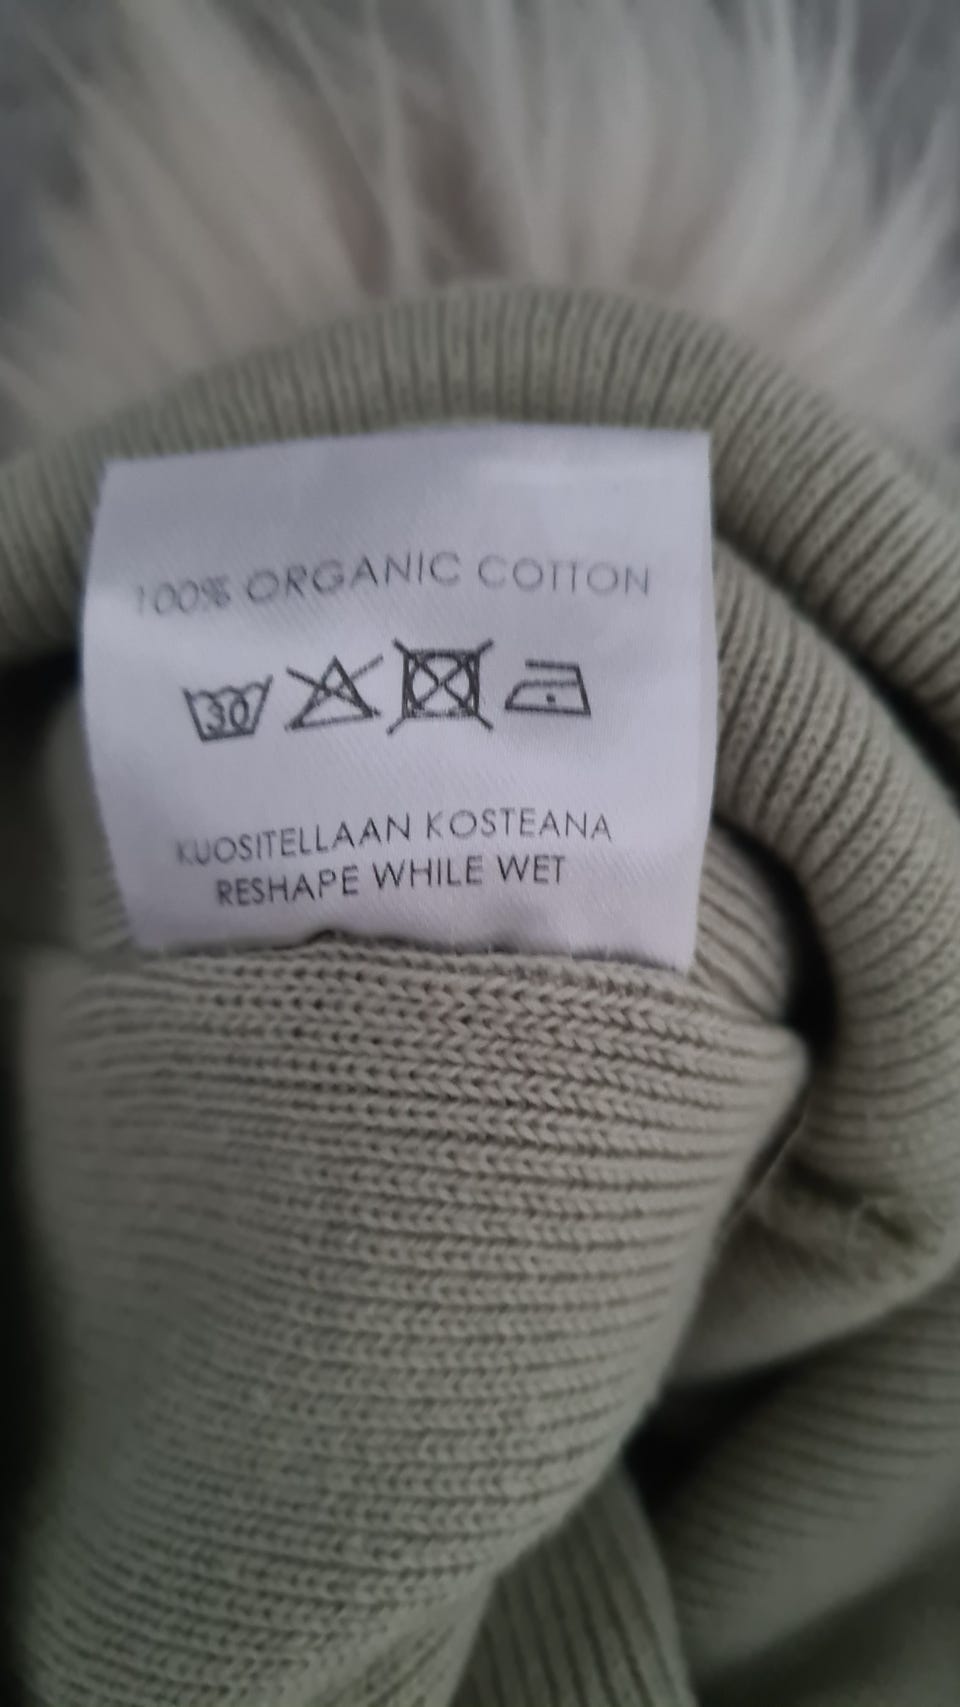 100% ORGANIC COTTON
30
KUOSITELLAAN KOSTEANA
RESHAPE WHILE WET